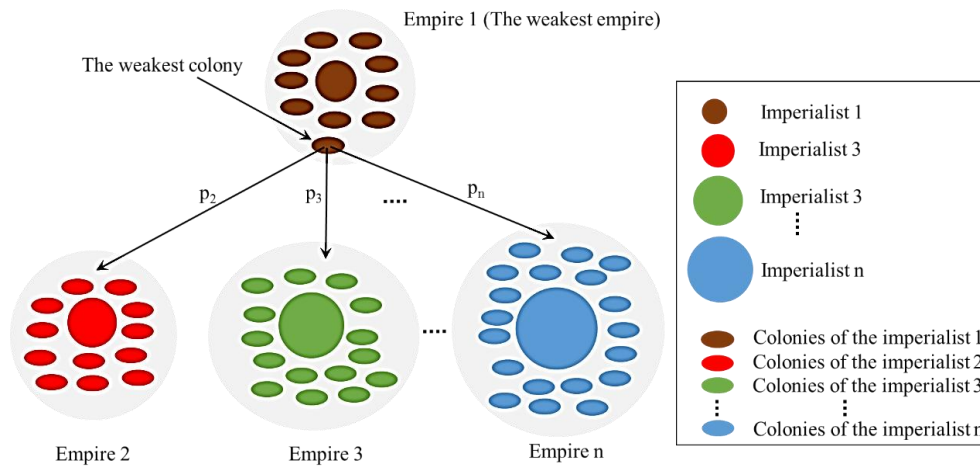 Empire 1 (The weakest empire)
The weakest colony
p2
p3
....
pn
....
Empire 2
Empire 3
Empire n
Imperialist 1
Imperialist 3
Imperialist 3
Imperialist n
Colonies of the imperialist 1
Colonies of the imperialist 2
Colonies of the imperialist 3
Colonies of the imperialist n